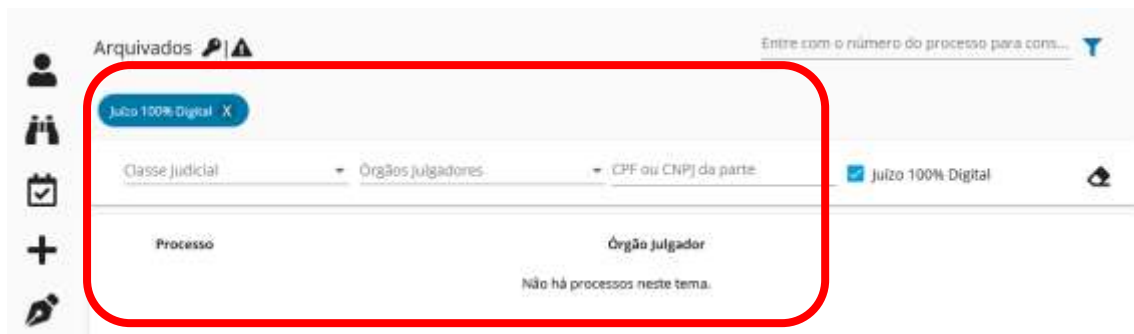 Arquivados
Entre com o número do processo para cons...
Juízo 100% Digital X
Classe Judicial
Órgãos Julgadores
CPF ou CNPJ da parte
Juízo 100% Digital
Processo
Órgão Julgador
Não há processos neste tema.